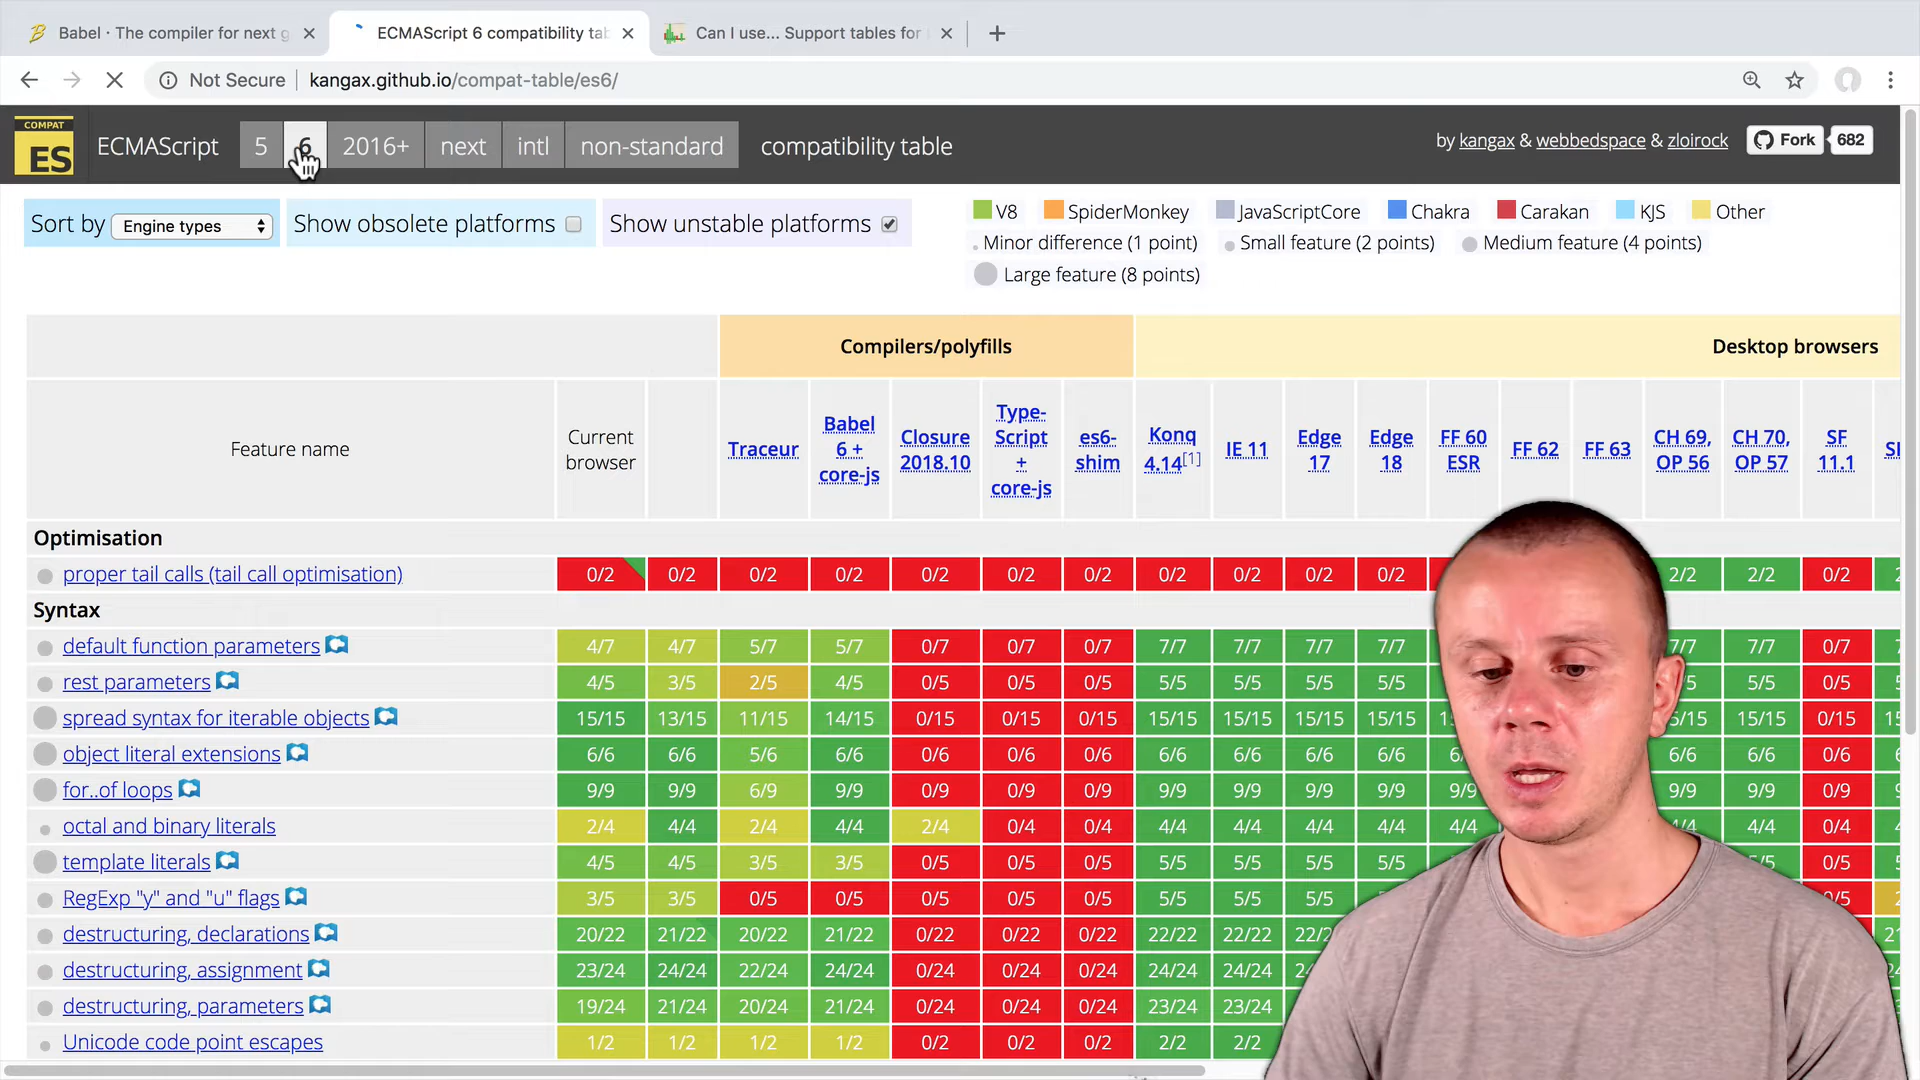 Babel · The compiler for next g
ECMAScript 6 compatibility tab
Can I use... Support tables for
Not Secure
kangax.github.io/compat-table/es6/
COMPAT
ES
ECMAScript 5 6 2016+ next intl non-standard compatibility table
by kangax & webbedspace & zloirock
Fork 682
Sort by Engine types
Show obsolete platforms
Show unstable platforms
V8 SpiderMonkey JavaScriptCore Chakra Carakan KJS Other
Minor difference (1 point) Small feature (2 points) Medium feature (4 points)
Large feature (8 points)
Compilers/polyfills
Desktop browsers
Feature name
Current
browser
Traceur
Babel
6 +
core-js
Closure
2018.10
Type-
Script
+
core-js
es6-
shim
Konq
4.14[1]
IE 11
Edge
17
Edge
18
FF 60
ESR
FF 62
FF 63
CH 69,
OP 56
CH 70,
OP 57
SF
11.1
Optimisation
proper tail calls (tail call optimisation) 0/2 0/2 0/2 0/2 0/2 0/2 0/2 0/2 0/2 0/2 0/2 2/2 2/2 0/2
Syntax
default function parameters 4/7 4/7 5/7 5/7 0/7 0/7 0/7 7/7 7/7 7/7 7/7 7/7 7/7 0/7
rest parameters 4/5 3/5 2/5 4/5 0/5 0/5 0/5 5/5 5/5 5/5 5/5 5/5 0/5
spread syntax for iterable objects 15/15 13/15 11/15 14/15 0/15 0/15 0/15 15/15 15/15 15/15 15/15 15/15 0/15
object literal extensions 6/6 6/6 5/6 6/6 0/6 0/6 0/6 6/6 6/6 6/6 6/6 6/6 6/6 0/6
for..of loops 9/9 9/9 6/9 9/9 0/9 0/9 0/9 9/9 9/9 9/9 9/9 9/9 9/9 9/9 0/9
octal and binary literals 2/4 4/4 2/4 4/4 2/4 0/4 0/4 4/4 4/4 4/4 4/4 4/4 4/4 0/4
template literals 4/5 4/5 3/5 3/5 0/5 0/5 0/5 5/5 5/5 5/5 5/5 0/5
RegExp "y" and "u" flags 3/5 3/5 0/5 0/5 0/5 0/5 0/5 5/5 5/5 5/5
destructuring, declarations 20/22 21/22 20/22 21/22 0/22 0/22 0/22 22/22 22/22
destructuring, assignment 23/24 24/24 22/24 24/24 0/24 0/24 0/24 24/24 24/24
destructuring, parameters 19/24 21/24 20/24 21/24 0/24 0/24 0/24 23/24 23/24
Unicode code point escapes 1/2 1/2 1/2 1/2 0/2 0/2 0/2 2/2 2/2